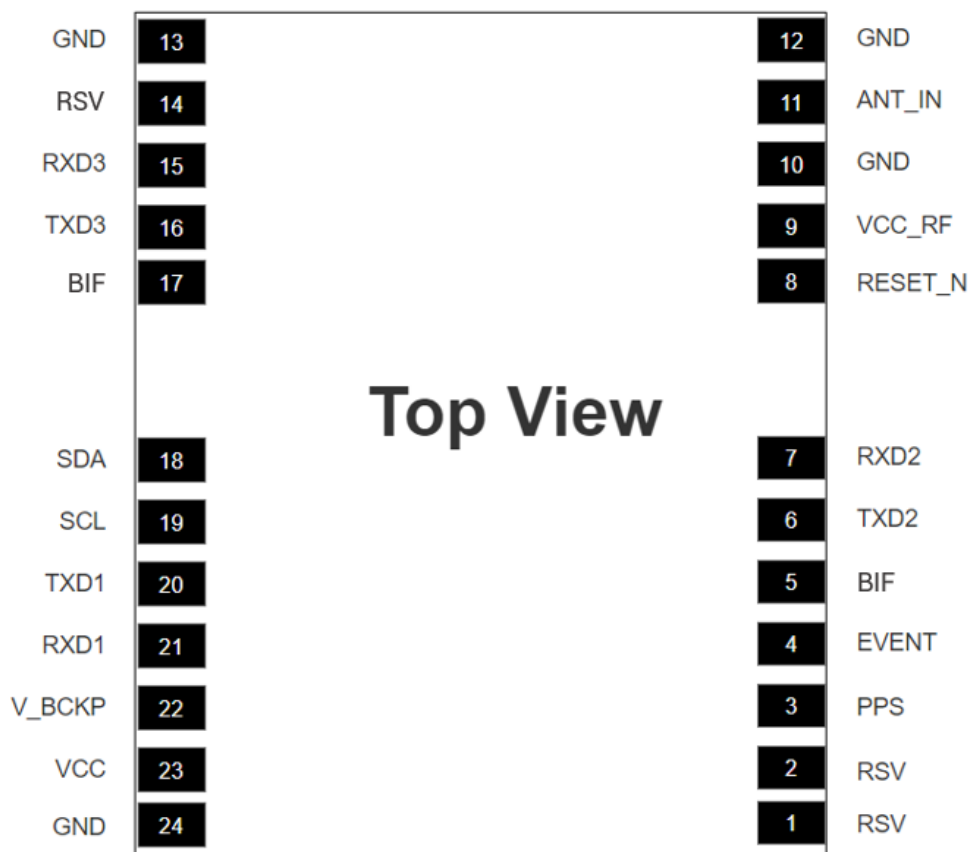 GND 13 12 GND
RSV 14 11 ANT_IN
RXD3 15 10 GND
TXD3 16 9 VCC_RF
BIF 17 8 RESET_N
Top View
SDA 18 7 RXD2
SCL 19 6 TXD2
TXD1 20 5 BIF
RXD1 21 4 EVENT
V_BCKP 22 3 PPS
VCC 23 2 RSV
GND 24 1 RSV